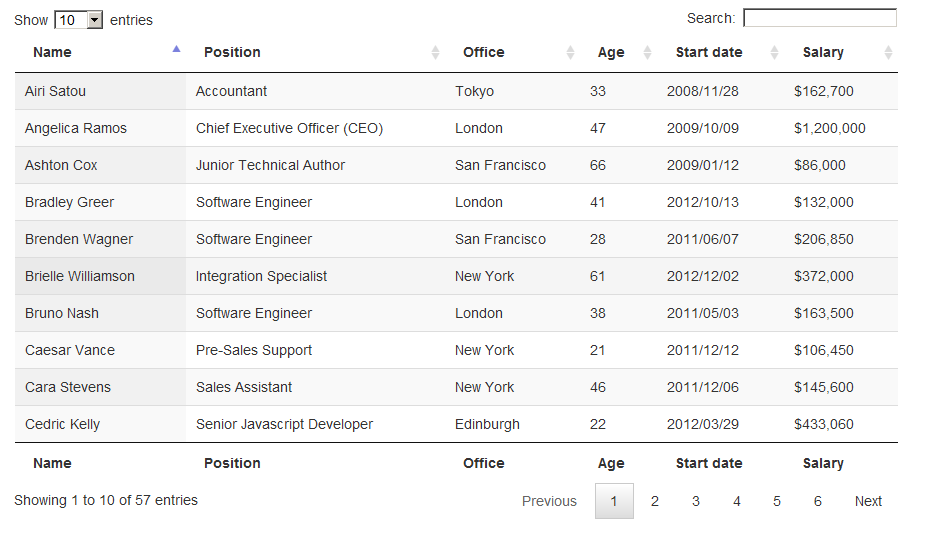 Show 10 entries Search:
Name Position Office Age Start date Salary
Airi Satou Accountant Tokyo 33 2008/11/28 $162,700
Angelica Ramos Chief Executive Officer (CEO) London 47 2009/10/09 $1,200,000
Ashton Cox Junior Technical Author San Francisco 66 2009/01/12 $86,000
Bradley Greer Software Engineer London 41 2012/10/13 $132,000
Brenden Wagner Software Engineer San Francisco 28 2011/06/07 $206,850
Brielle Williamson Integration Specialist New York 61 2012/12/02 $372,000
Bruno Nash Software Engineer London 38 2011/05/03 $163,500
Caesar Vance Pre-Sales Support New York 21 2011/12/12 $106,450
Cara Stevens Sales Assistant New York 46 2011/12/06 $145,600
Cedric Kelly Senior Javascript Developer Edinburgh 22 2012/03/29 $433,060
Name Position Office Age Start date Salary
Showing 1 to 10 of 57 entries Previous 1 2 3 4 5 6 Next